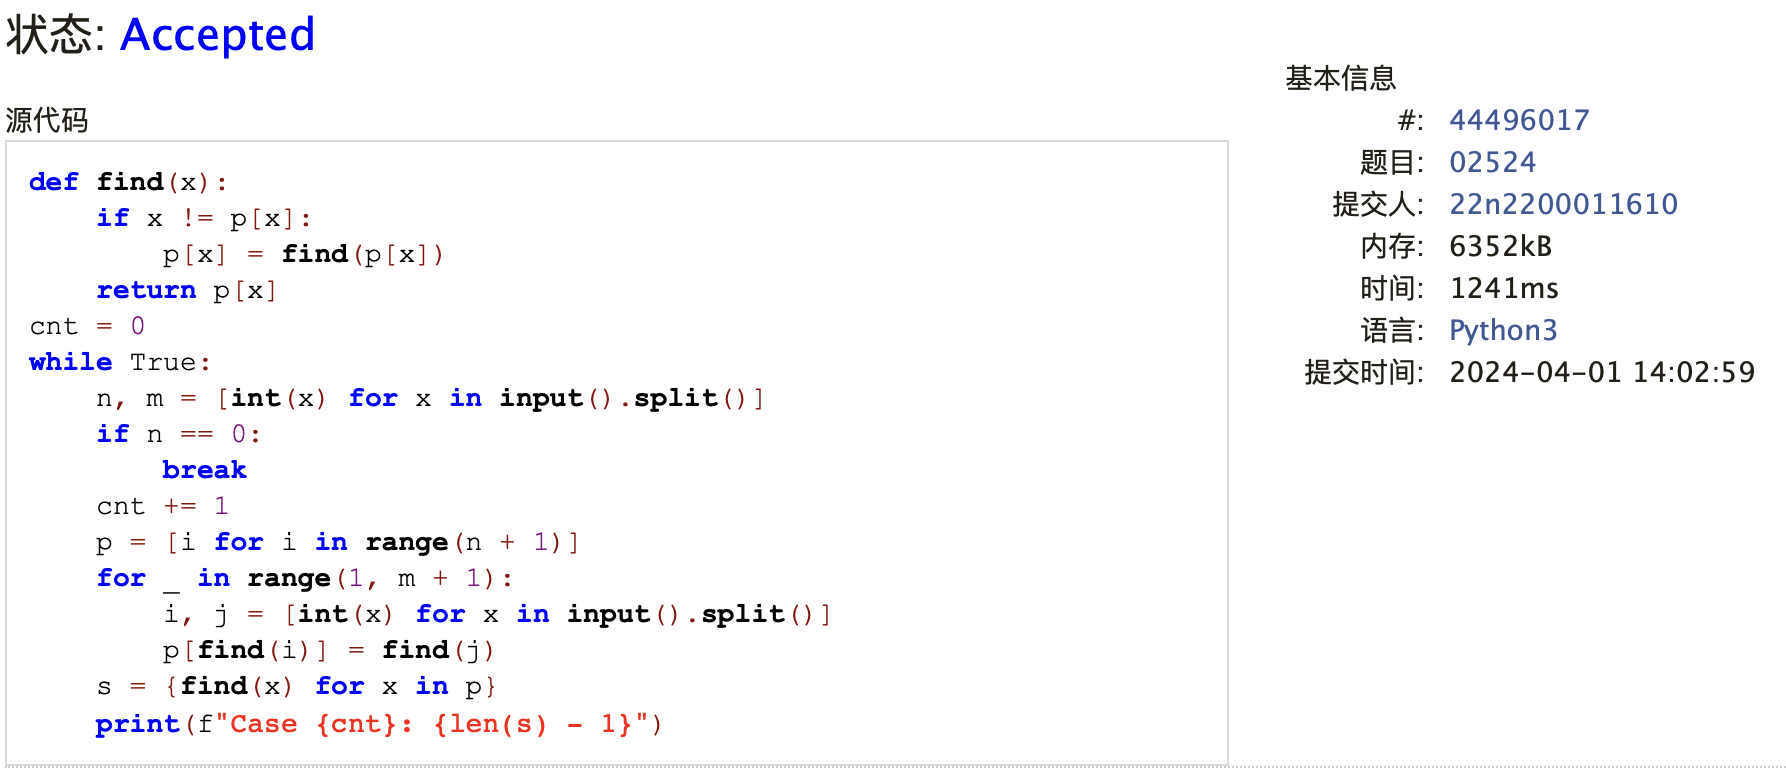 状态: Accepted
源代码
def find(x):
    if x != p[x]:
        p[x] = find(p[x])
    return p[x]
cnt = 0
while True:
    n, m = [int(x) for x in input().split()]
    if n == 0:
        break
    cnt += 1
    p = [i for i in range(n + 1)]
    for _ in range(1, m + 1):
        i, j = [int(x) for x in input().split()]
        p[find(i)] = find(j)
    s = {find(x) for x in p}
    print(f"Case {cnt}: {len(s) - 1}")
基本信息
#: 44496017
题目: 02524
提交人: 22n2200011610
内存: 6352kB
时间: 1241ms
语言: Python3
提交时间: 2024-04-01 14:02:59